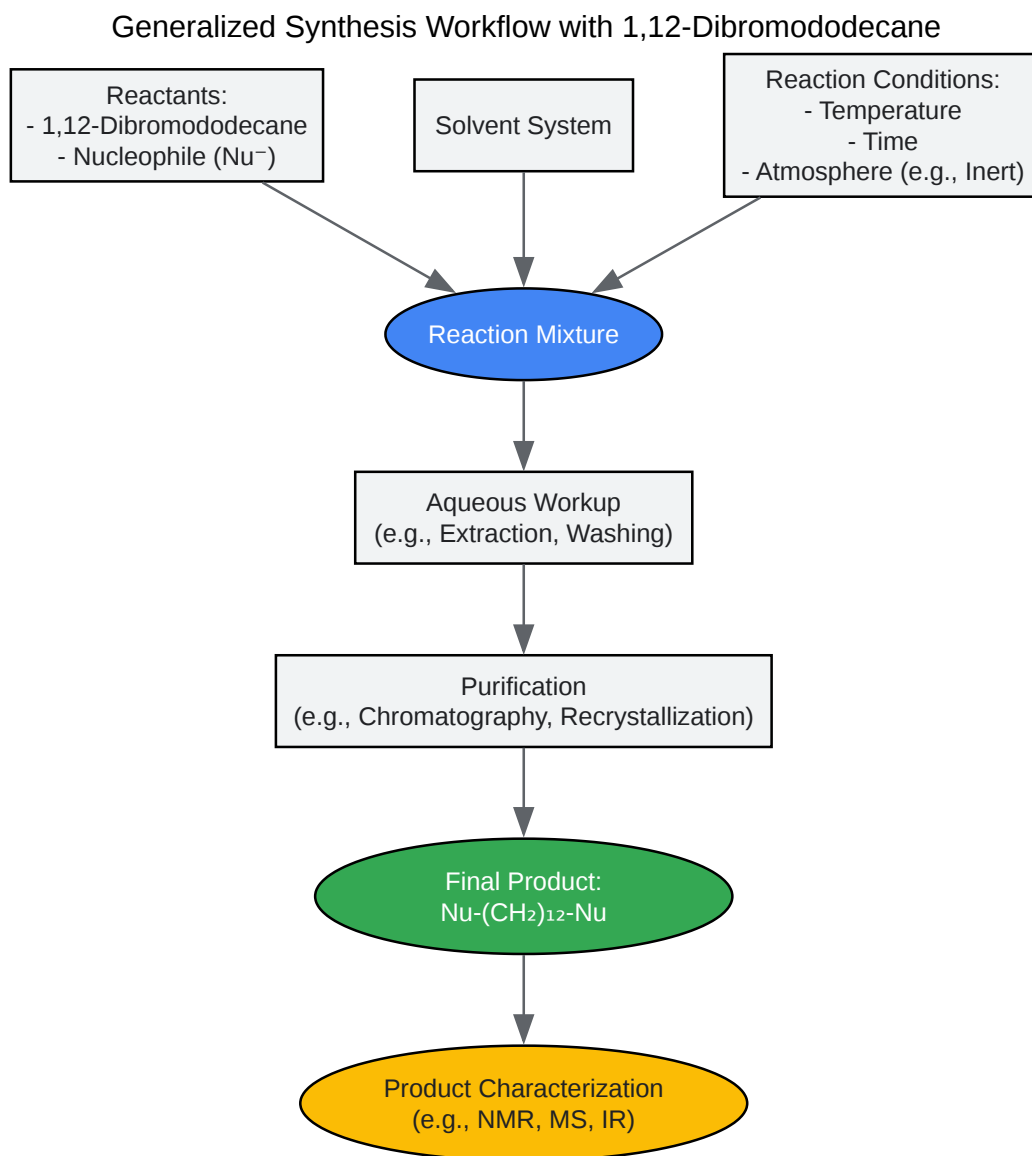 Generalized Synthesis Workflow with 1,12-Dibromododecane
Reactants:
- 1,12-Dibromododecane
- Nucleophile (Nu⁻)
Solvent System
Reaction Conditions:
- Temperature
- Time
- Atmosphere (e.g., Inert)
Reaction Mixture
Aqueous Workup
(e.g., Extraction, Washing)
Purification
(e.g., Chromatography, Recrystallization)
Final Product:
Nu-(CH₂)₁₂-Nu
Product Characterization
(e.g., NMR, MS, IR)